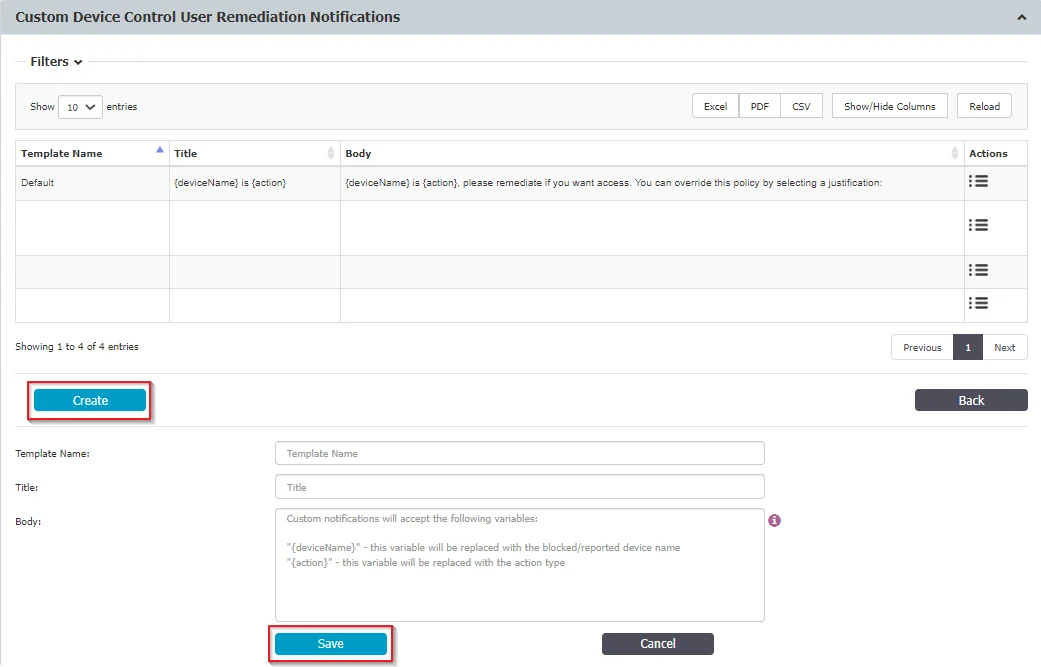 Custom Device Control User Remediation Notifications
Filters
Show 10 entries Excel PDF CSV Show/Hide Columns Reload
Template Name Title Body Actions
Default {deviceName} is {action} {deviceName} is {action}, please remediate if you want access. You can override this policy by selecting a justification:
Showing 1 to 4 of 4 entries Previous 1 Next
Create Back
Template Name: Template Name
Title: Title
Body: Custom notifications will accept the following variables:
"{deviceName}" - this variable will be replaced with the blocked/reported device name
"{action}" - this variable will be replaced with the action type
Save Cancel